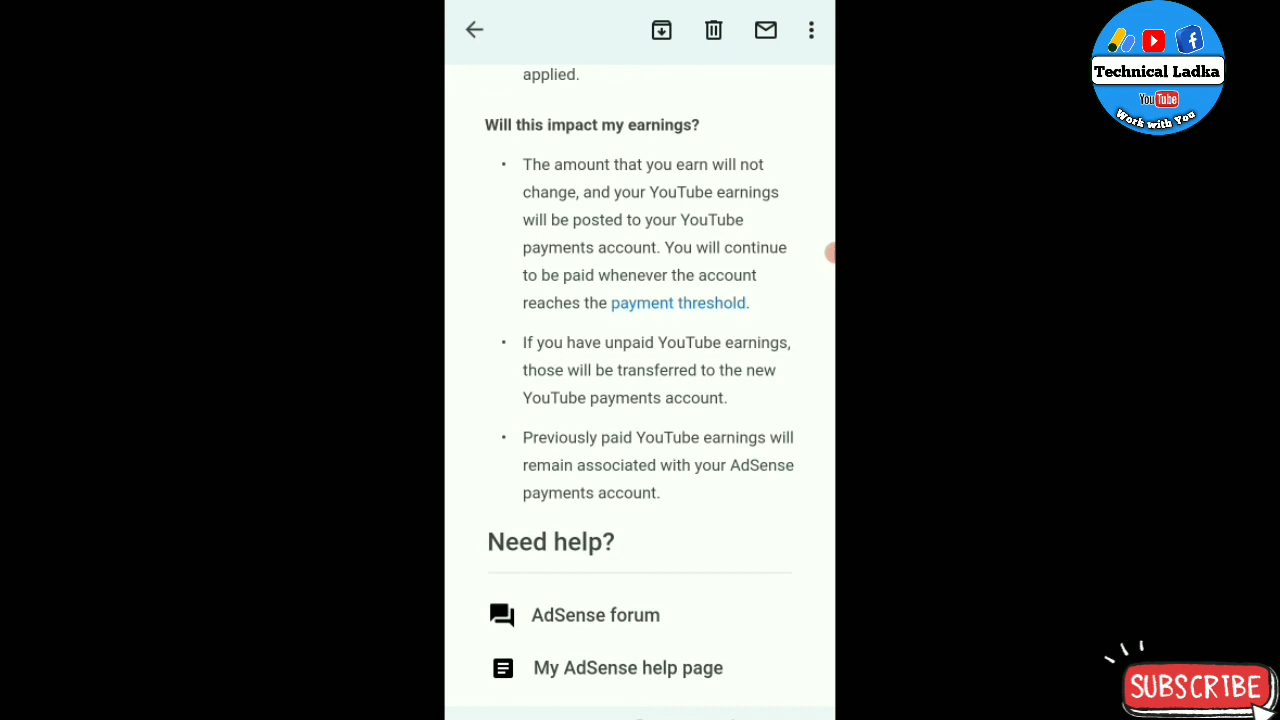 applied.
Will this impact my earnings?
• The amount that you earn will not
change, and your YouTube earnings
will be posted to your YouTube
payments account. You will continue
to be paid whenever the account
reaches the payment threshold.
• If you have unpaid YouTube earnings,
those will be transferred to the new
YouTube payments account.
• Previously paid YouTube earnings will
remain associated with your AdSense
payments account.
Need help?
AdSense forum
My AdSense help page
Technical Ladka
YouTube
Work with You
SUBSCRIBE